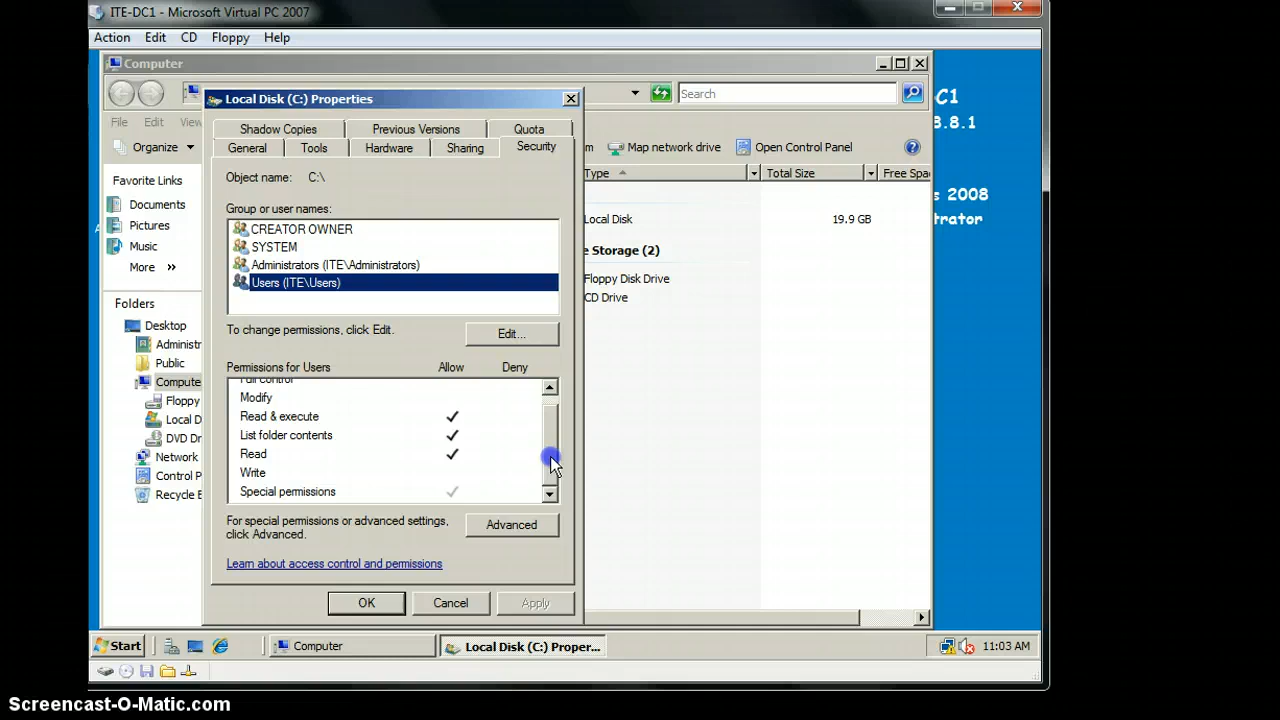 ITE-DC1 - Microsoft Virtual PC 2007
Action Edit CD Floppy Help
Computer
Search
File Edit View
Organize
Map network drive Open Control Panel
Type Total Size Free Spa
Favorite Links
Documents
Pictures
Music
More »
Folders
Desktop
Administr
Public
Compute
Floppy
Local D
DVD Dr
Network
Control P
Recycle B
Local Disk (C:) Properties
Shadow Copies Previous Versions Quota
General Tools Hardware Sharing Security
Object name: C:\
Group or user names:
CREATOR OWNER
SYSTEM
Administrators (ITE\Administrators)
Users (ITE\Users)
To change permissions, click Edit.
Edit...
Permissions for Users Allow Deny
Full control
Modify
Read & execute
List folder contents
Read
Write
Special permissions
For special permissions or advanced settings,
click Advanced.
Advanced
Learn about access control and permissions
OK Cancel Apply
Local Disk 19.9 GB
e Storage (2)
Floppy Disk Drive
CD Drive
C1
3.8.1
s 2008
trator
Start Computer Local Disk (C:) Proper... 11:03 AM
Screencast-O-Matic.com